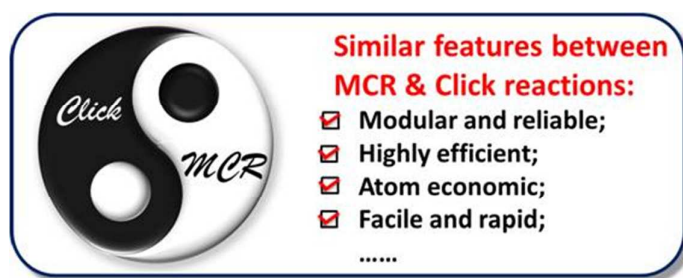 Click
MCR
Similar features between
MCR & Click reactions:
Modular and reliable;
Highly efficient;
Atom economic;
Facile and rapid;
......